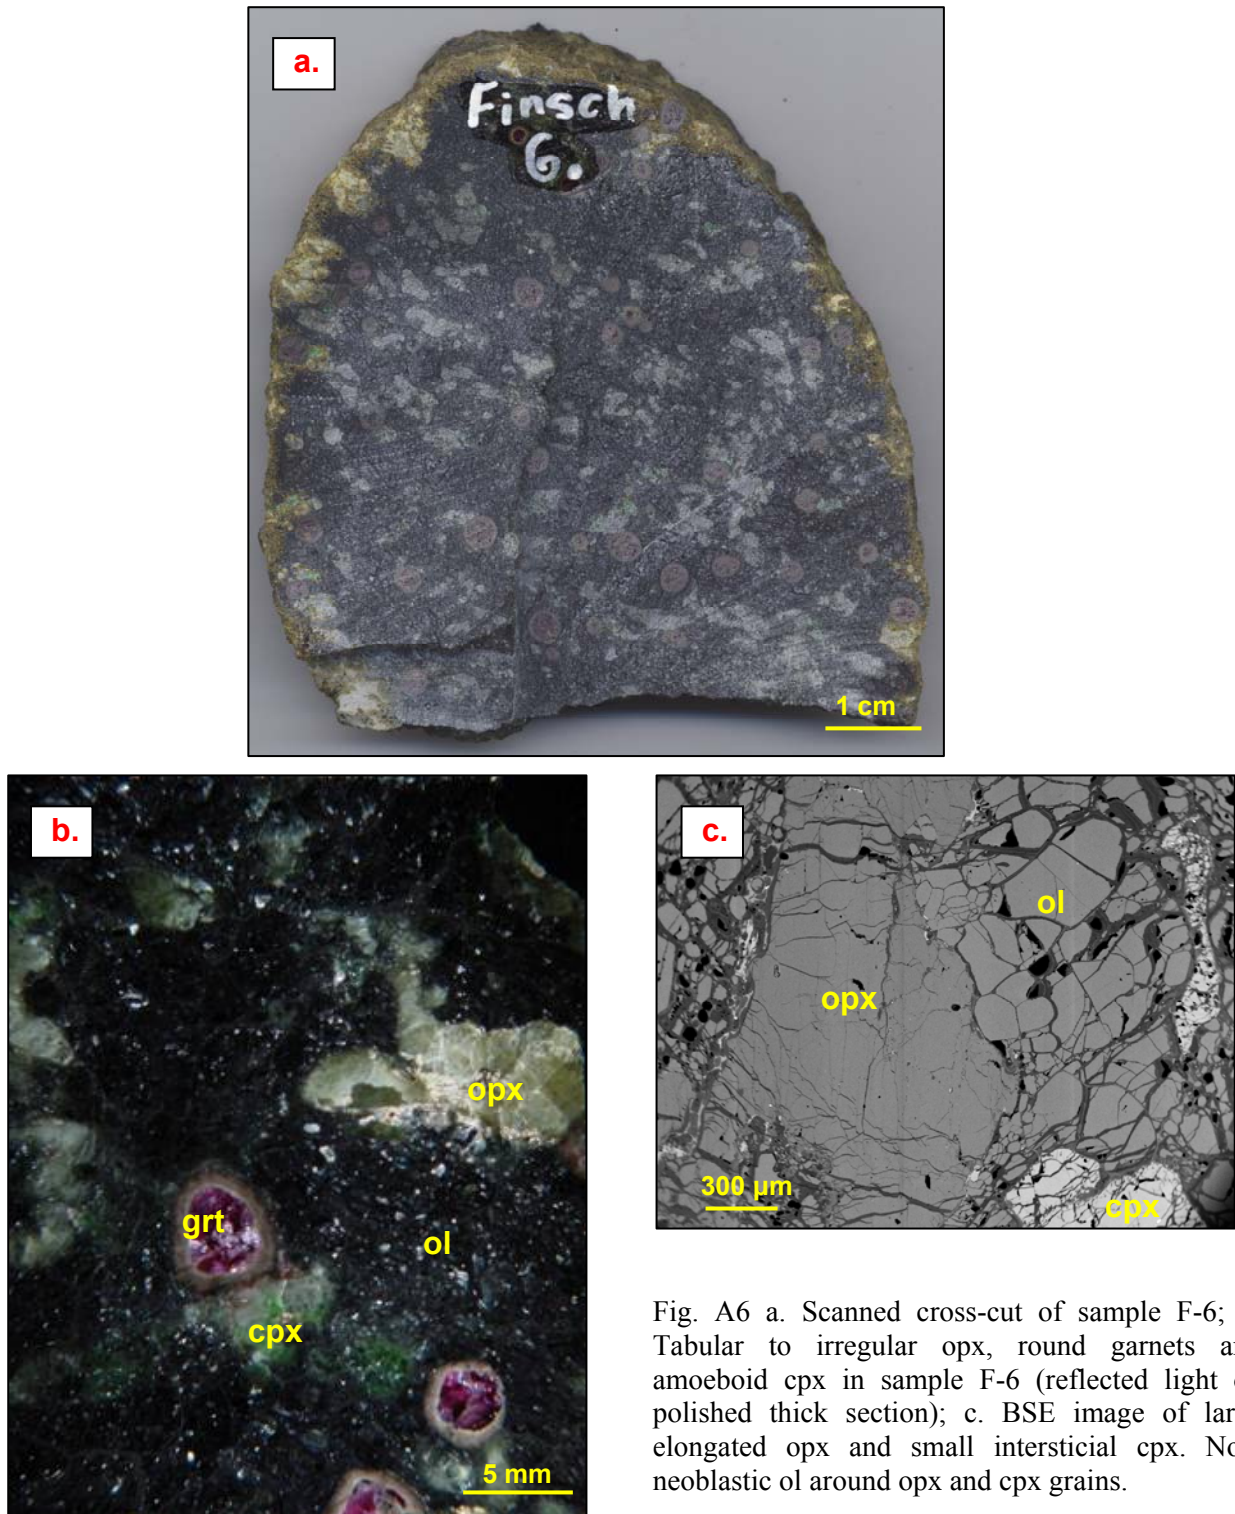 a.
Finsch
6.
1 cm
b.
opx
grt
ol
cpx
5 mm
c.
ol
opx
300 µm
cpx
Fig. A6 a. Scanned cross-cut of sample F-6;
Tabular to irregular opx, round garnets
amoeboid cpx in sample F-6 (reflected light
polished thick section); c. BSE image of
elongated opx and small intersticial cpx.
neoblastic ol around opx and cpx grains.